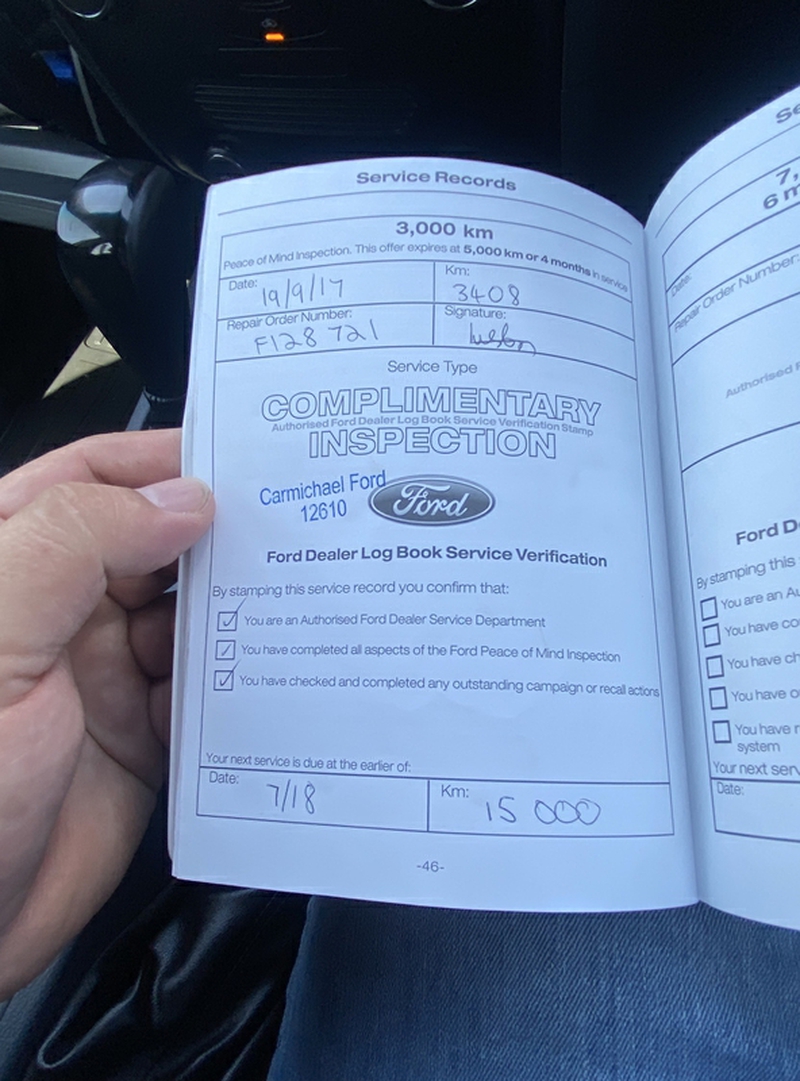 Service Records
3,000 km
Peace of Mind Inspection. This offer expires at 5,000 km or 4 months in service
Date: 19/9/17
Km: 3408
Repair Order Number: F128 721
Signature:
Service Type
COMPLIMENTARY
Authorised Ford Dealer Log Book Service Verification Stamp
INSPECTION
Carmichael Ford
12610
Ford
Ford Dealer Log Book Service Verification
By stamping this service record you confirm that:
You are an Authorised Ford Dealer Service Department
You have completed all aspects of the Ford Peace of Mind Inspection
You have checked and completed any outstanding campaign or recall actions
Your next service is due at the earlier of:
Date: 7/18
Km: 15 000
-46-
7,
6 m
Date:
Repair Order Number:
Authorised
Ford D
By stamping this
You are an Au
You have co
You have ch
You have o
You have r
system
Your next ser
Date: